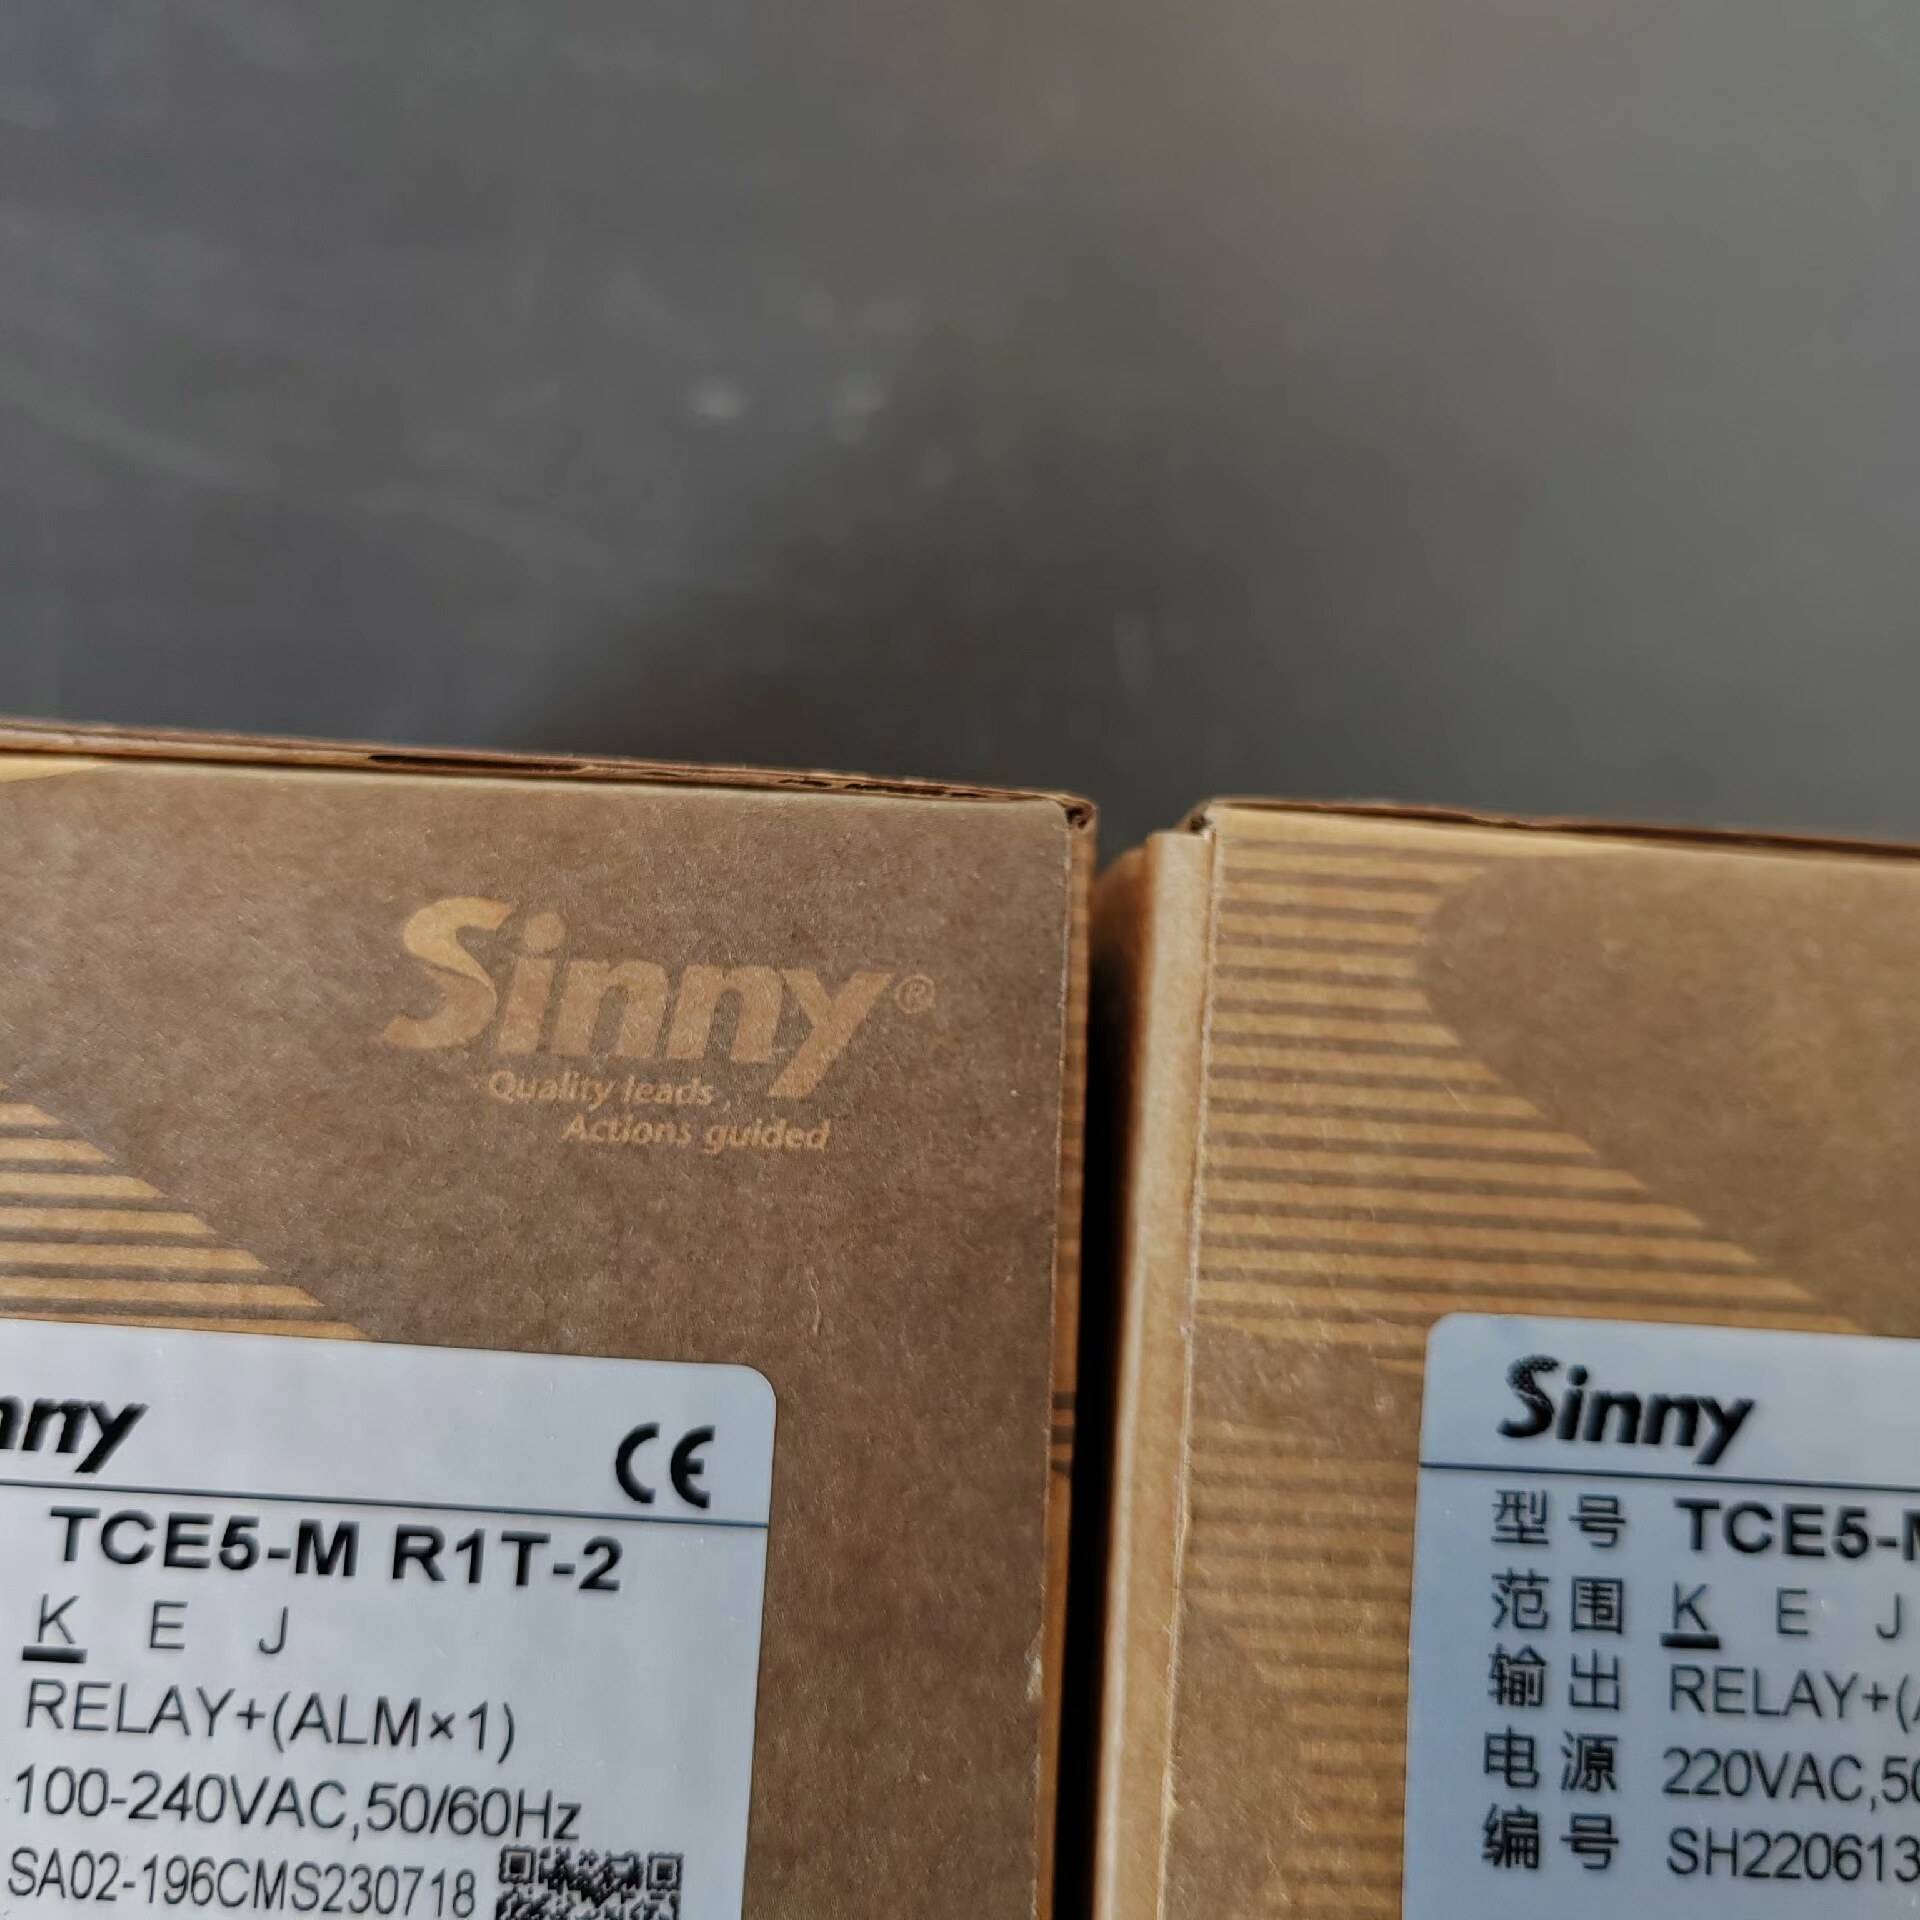 Sinny®
Quality leads
Actions guided
nny
CE
TCE5-M R1T-2
K E J
RELAY+(ALM×1)
100-240VAC,50/60Hz
SA02-196CMS230718
Sinny
型号 TCE5-M
范围 K E J
输出 RELAY+(A
电源 220VAC,50
编号 SH220613